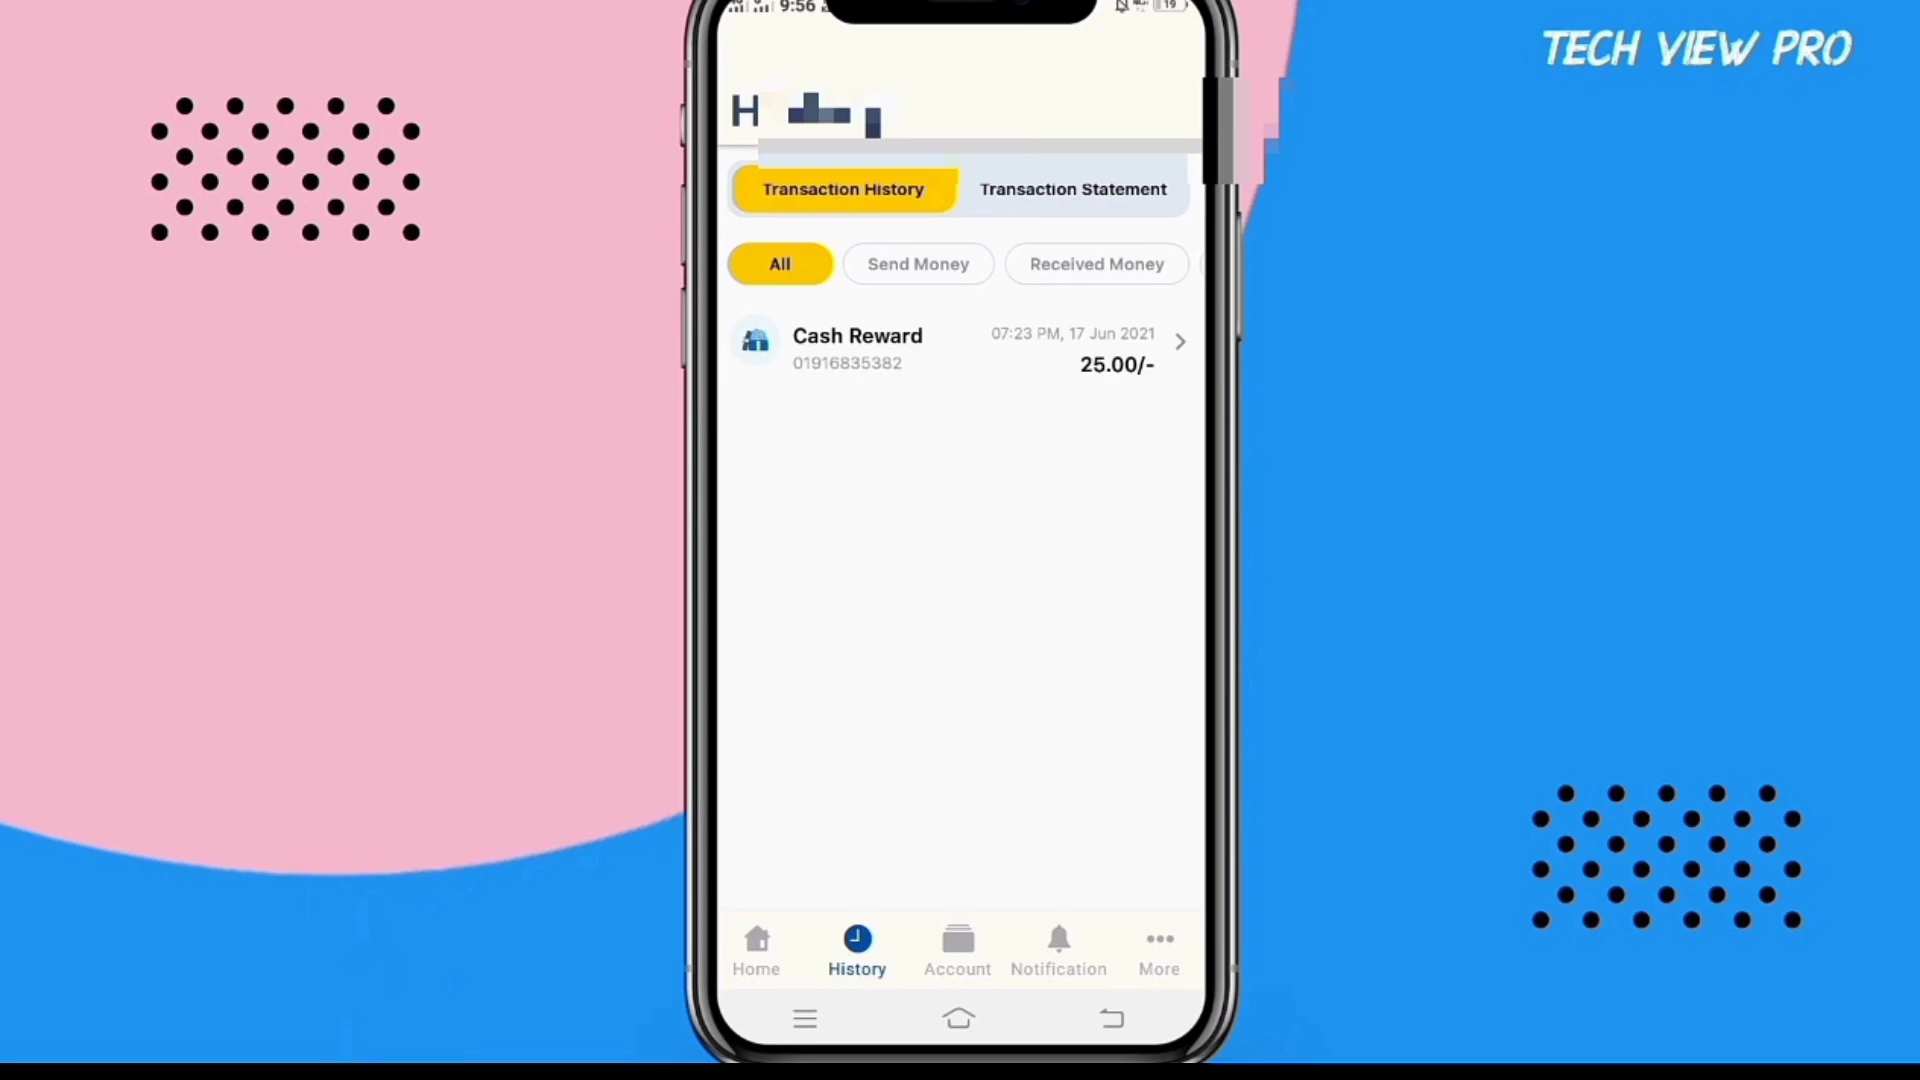 TECH VIEW PRO
9:56
19
Transaction History
Transaction Statement
All
Send Money
Received Money
Cash Reward
07:23 PM, 17 Jun 2021
01916835382
25.00/-
Home
History
Account
Notification
More